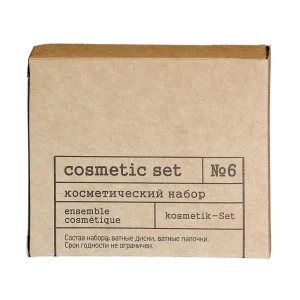 cosmetic set №6
косметический набор
ensemble
cosmétique
kosmetik-Set
Состав набора: ватные диски, ватные палочки.
Срок годности не ограничен.